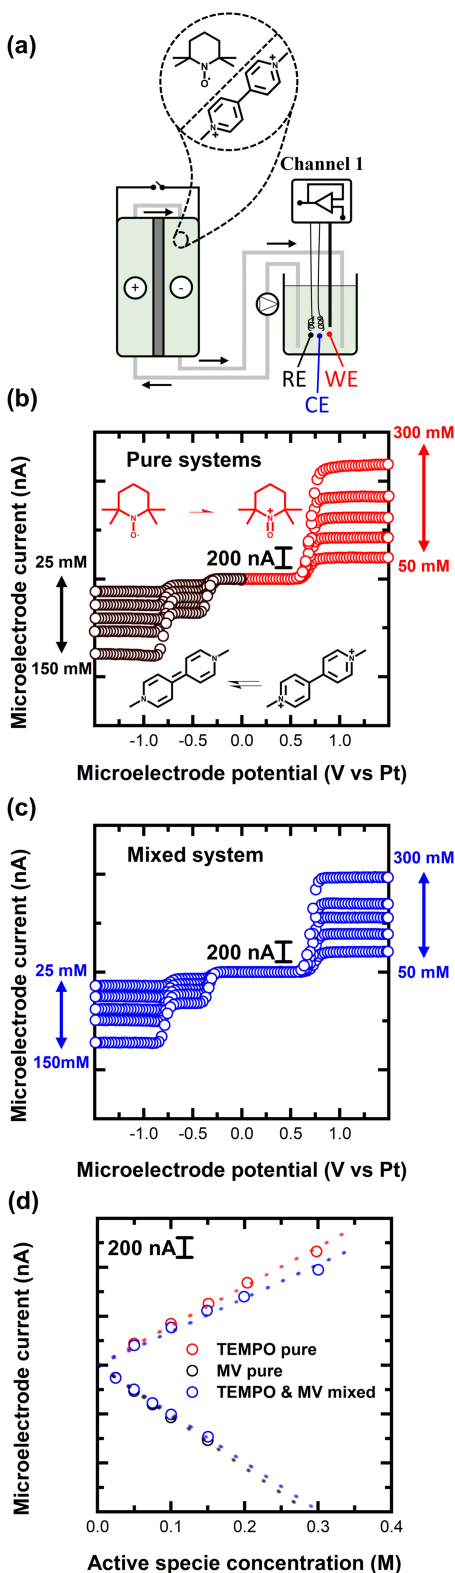 (a)
N
O
N
+
N
+
Channel 1
+
-
RE
CE
WE
(b)
Microelectrode current (nA)
Pure systems
300 mM
50 mM
N
O
N
+
O
200 nA
25 mM
150 mM
N
N
N
+
N
+
-1.0
-0.5
0.0
0.5
1.0
Microelectrode potential (V vs Pt)
(c)
Microelectrode current (nA)
Mixed system
300 mM
50 mM
200 nA
25 mM
150mM
-1.0
-0.5
0.0
0.5
1.0
Microelectrode potential (V vs Pt)
(d)
Microelectrode current (nA)
200 nA
TEMPO pure
MV pure
TEMPO & MV mixed
0.0
0.1
0.2
0.3
0.4
Active specie concentration (M)